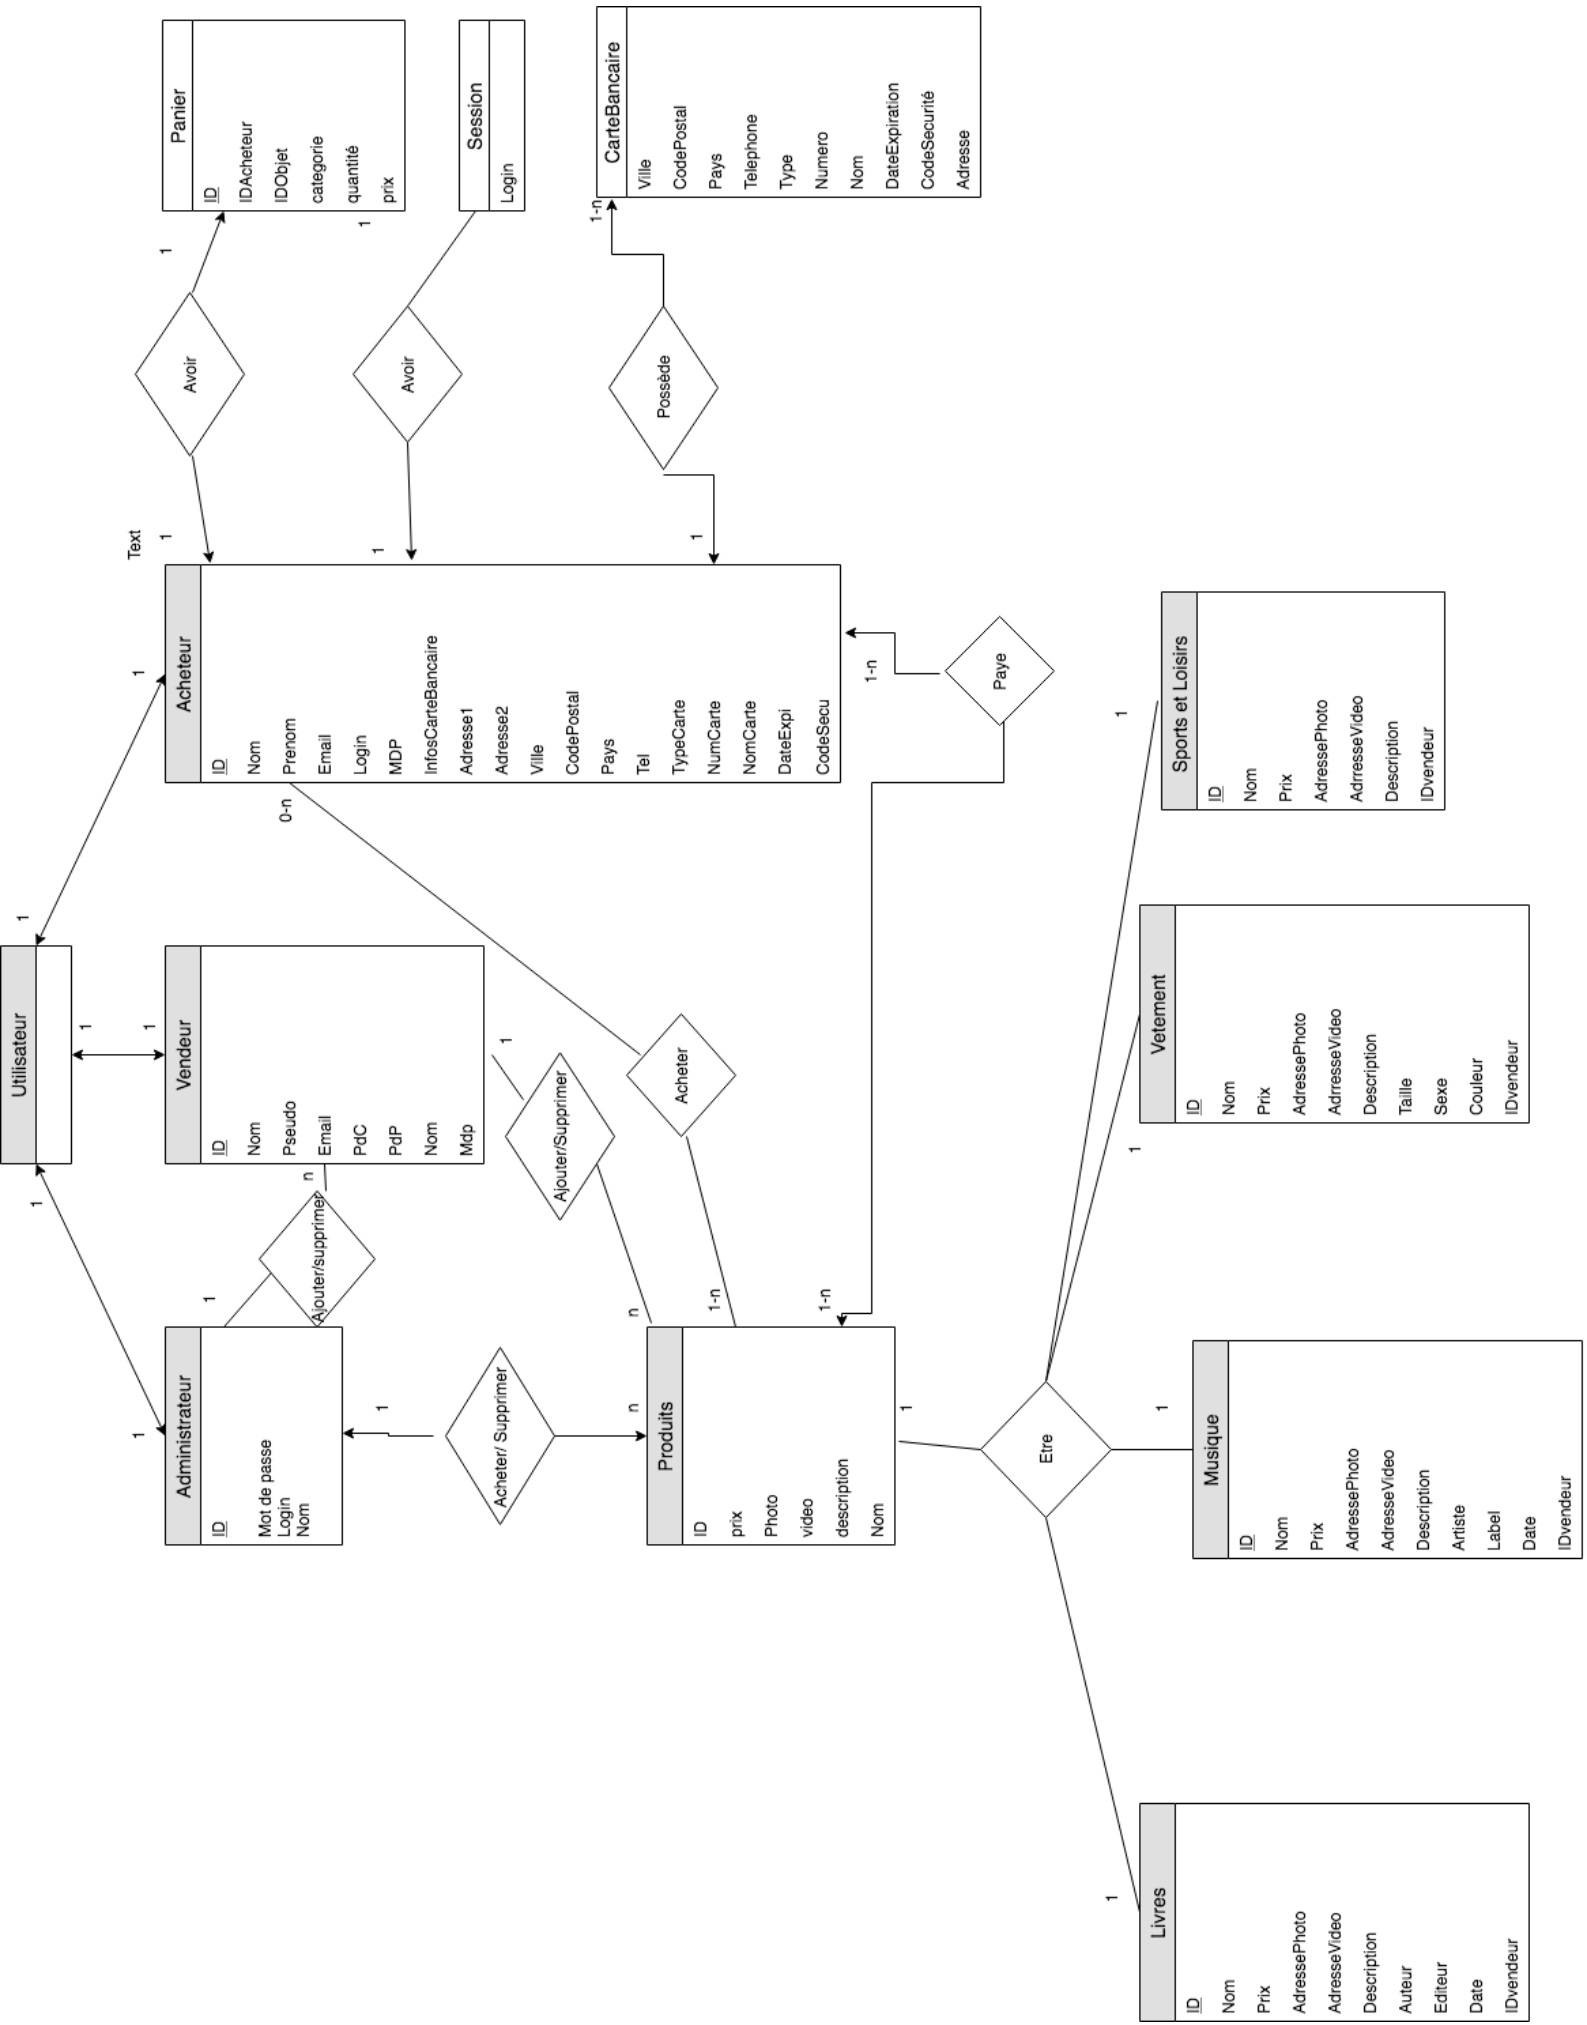 Utilisateur
1
1
1
1
1
1
Text
Administrateur
ID
Mot de passe
Login
Nom
Vendeur
ID
Nom
Pseudo
Email
PdC
PdP
Nom
Mdp
Acheteur
ID
Nom
Prenom
Email
Login
MDP
InfosCarteBancaire
Adresse1
Adresse2
Ville
CodePostal
Pays
Tel
TypeCarte
NumCarte
NomCarte
DateExpi
CodeSecu
1
Avoir
1
Panier
ID
IDAcheteur
IDObjet
categorie
quantité
prix
1
1
Avoir
Session
Login
1
Possède
1-n
CarteBancaire
Ville
CodePostal
Pays
Telephone
Type
Numero
Nom
DateExpiration
CodeSecurité
Adresse
1
Ajouter/supprimer
n
1
Acheter/ Supprimer
n
1
Ajouter/Supprimer
n
0-n
Acheter
1-n
1-n
Paye
1-n
Produits
ID
prix
Photo
video
description
Nom
1
Etre
1
1
1
1
Livres
ID
Nom
Prix
AdressePhoto
AdresseVideo
Description
Auteur
Editeur
Date
IDvendeur
Musique
ID
Nom
Prix
AdressePhoto
AdresseVideo
Description
Artiste
Label
Date
IDvendeur
Vetement
ID
Nom
Prix
AdressePhoto
AdrresseVideo
Description
Taille
Sexe
Couleur
IDvendeur
Sports et Loisirs
ID
Nom
Prix
AdressePhoto
AdrresseVideo
Description
IDvendeur